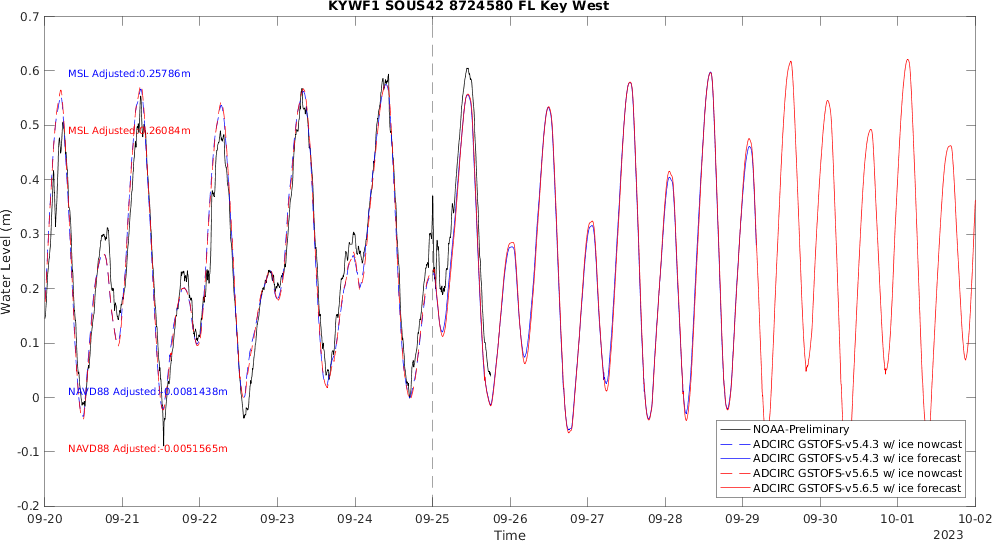 KYWF1 SOUS42 8724580 FL Key West
0.7
0.6
0.5
0.4
0.3
0.2
0.1
0
-0.1
-0.2
Water Level (m)
MSL Adjusted:0.25786m
MSL Adjusted:0.26084m
NAVD88 Adjusted:-0.0081438m
NAVD88 Adjusted:-0.0051565m
NOAA-Preliminary
ADCIRC GSTOFS-v5.4.3 w/ ice nowcast
ADCIRC GSTOFS-v5.4.3 w/ ice forecast
ADCIRC GSTOFS-v5.6.5 w/ ice nowcast
ADCIRC GSTOFS-v5.6.5 w/ ice forecast
09-20 09-21 09-22 09-23 09-24 09-25 09-26 09-27 09-28 09-29 09-30 10-01 10-02
Time
2023